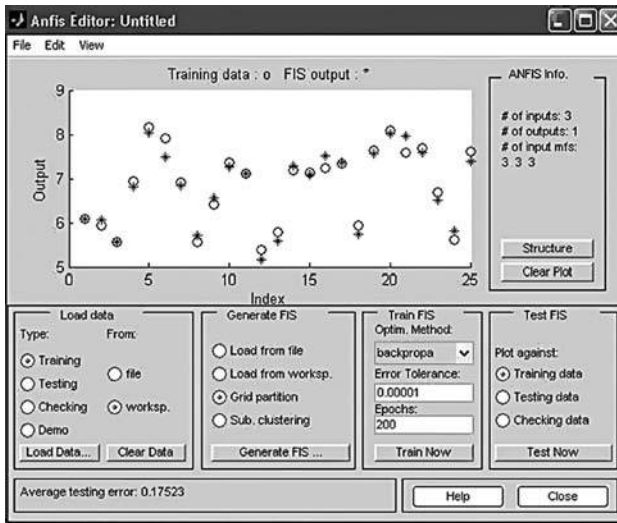 Anfis Editor: Untitled
File Edit View
Training data : o FIS output : *
9
8
7
6
5
Output
0 5 10 15 20 25
Index
ANFIS Info.
# of inputs: 3
# of outputs: 1
# of input mfs:
3 3 3
Structure
Clear Plot
Load data
Type: From:
Training
Testing
Checking
Demo
file
worksp.
Load Data... Clear Data
Generate FIS
Load from file
Load from worksp.
Grid partition
Sub. clustering
Generate FIS ...
Train FIS
Optim. Method:
backpropa
Error Tolerance:
0.00001
Epochs:
200
Train Now
Test FIS
Plot against:
Training data
Testing data
Checking data
Test Now
Average testing error: 0.17523
Help Close